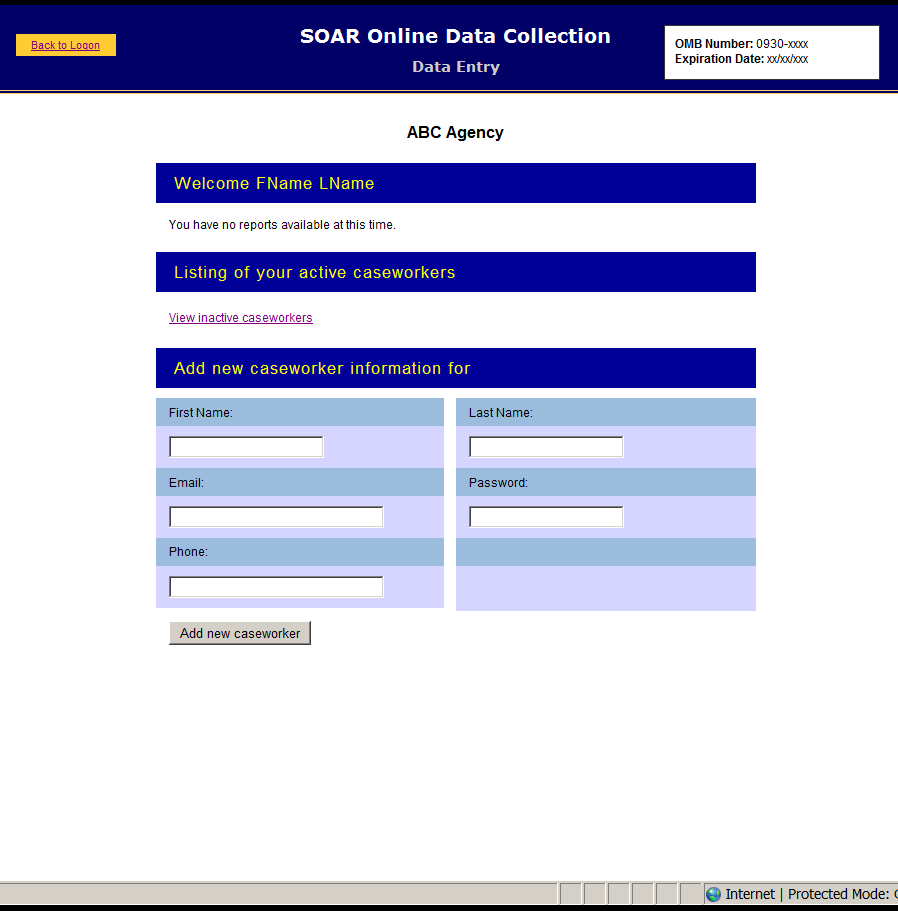 Back to Logon
SOAR Online Data Collection
Data Entry
OMB Number: 0930-xxxx
Expiration Date: xx/xx/xxx
ABC Agency
Welcome FName LName
You have no reports available at this time.
Listing of your active caseworkers
View inactive caseworkers
Add new caseworker information for
First Name:
Last Name:
Email:
Password:
Phone:
Add new caseworker
Internet | Protected Mode: